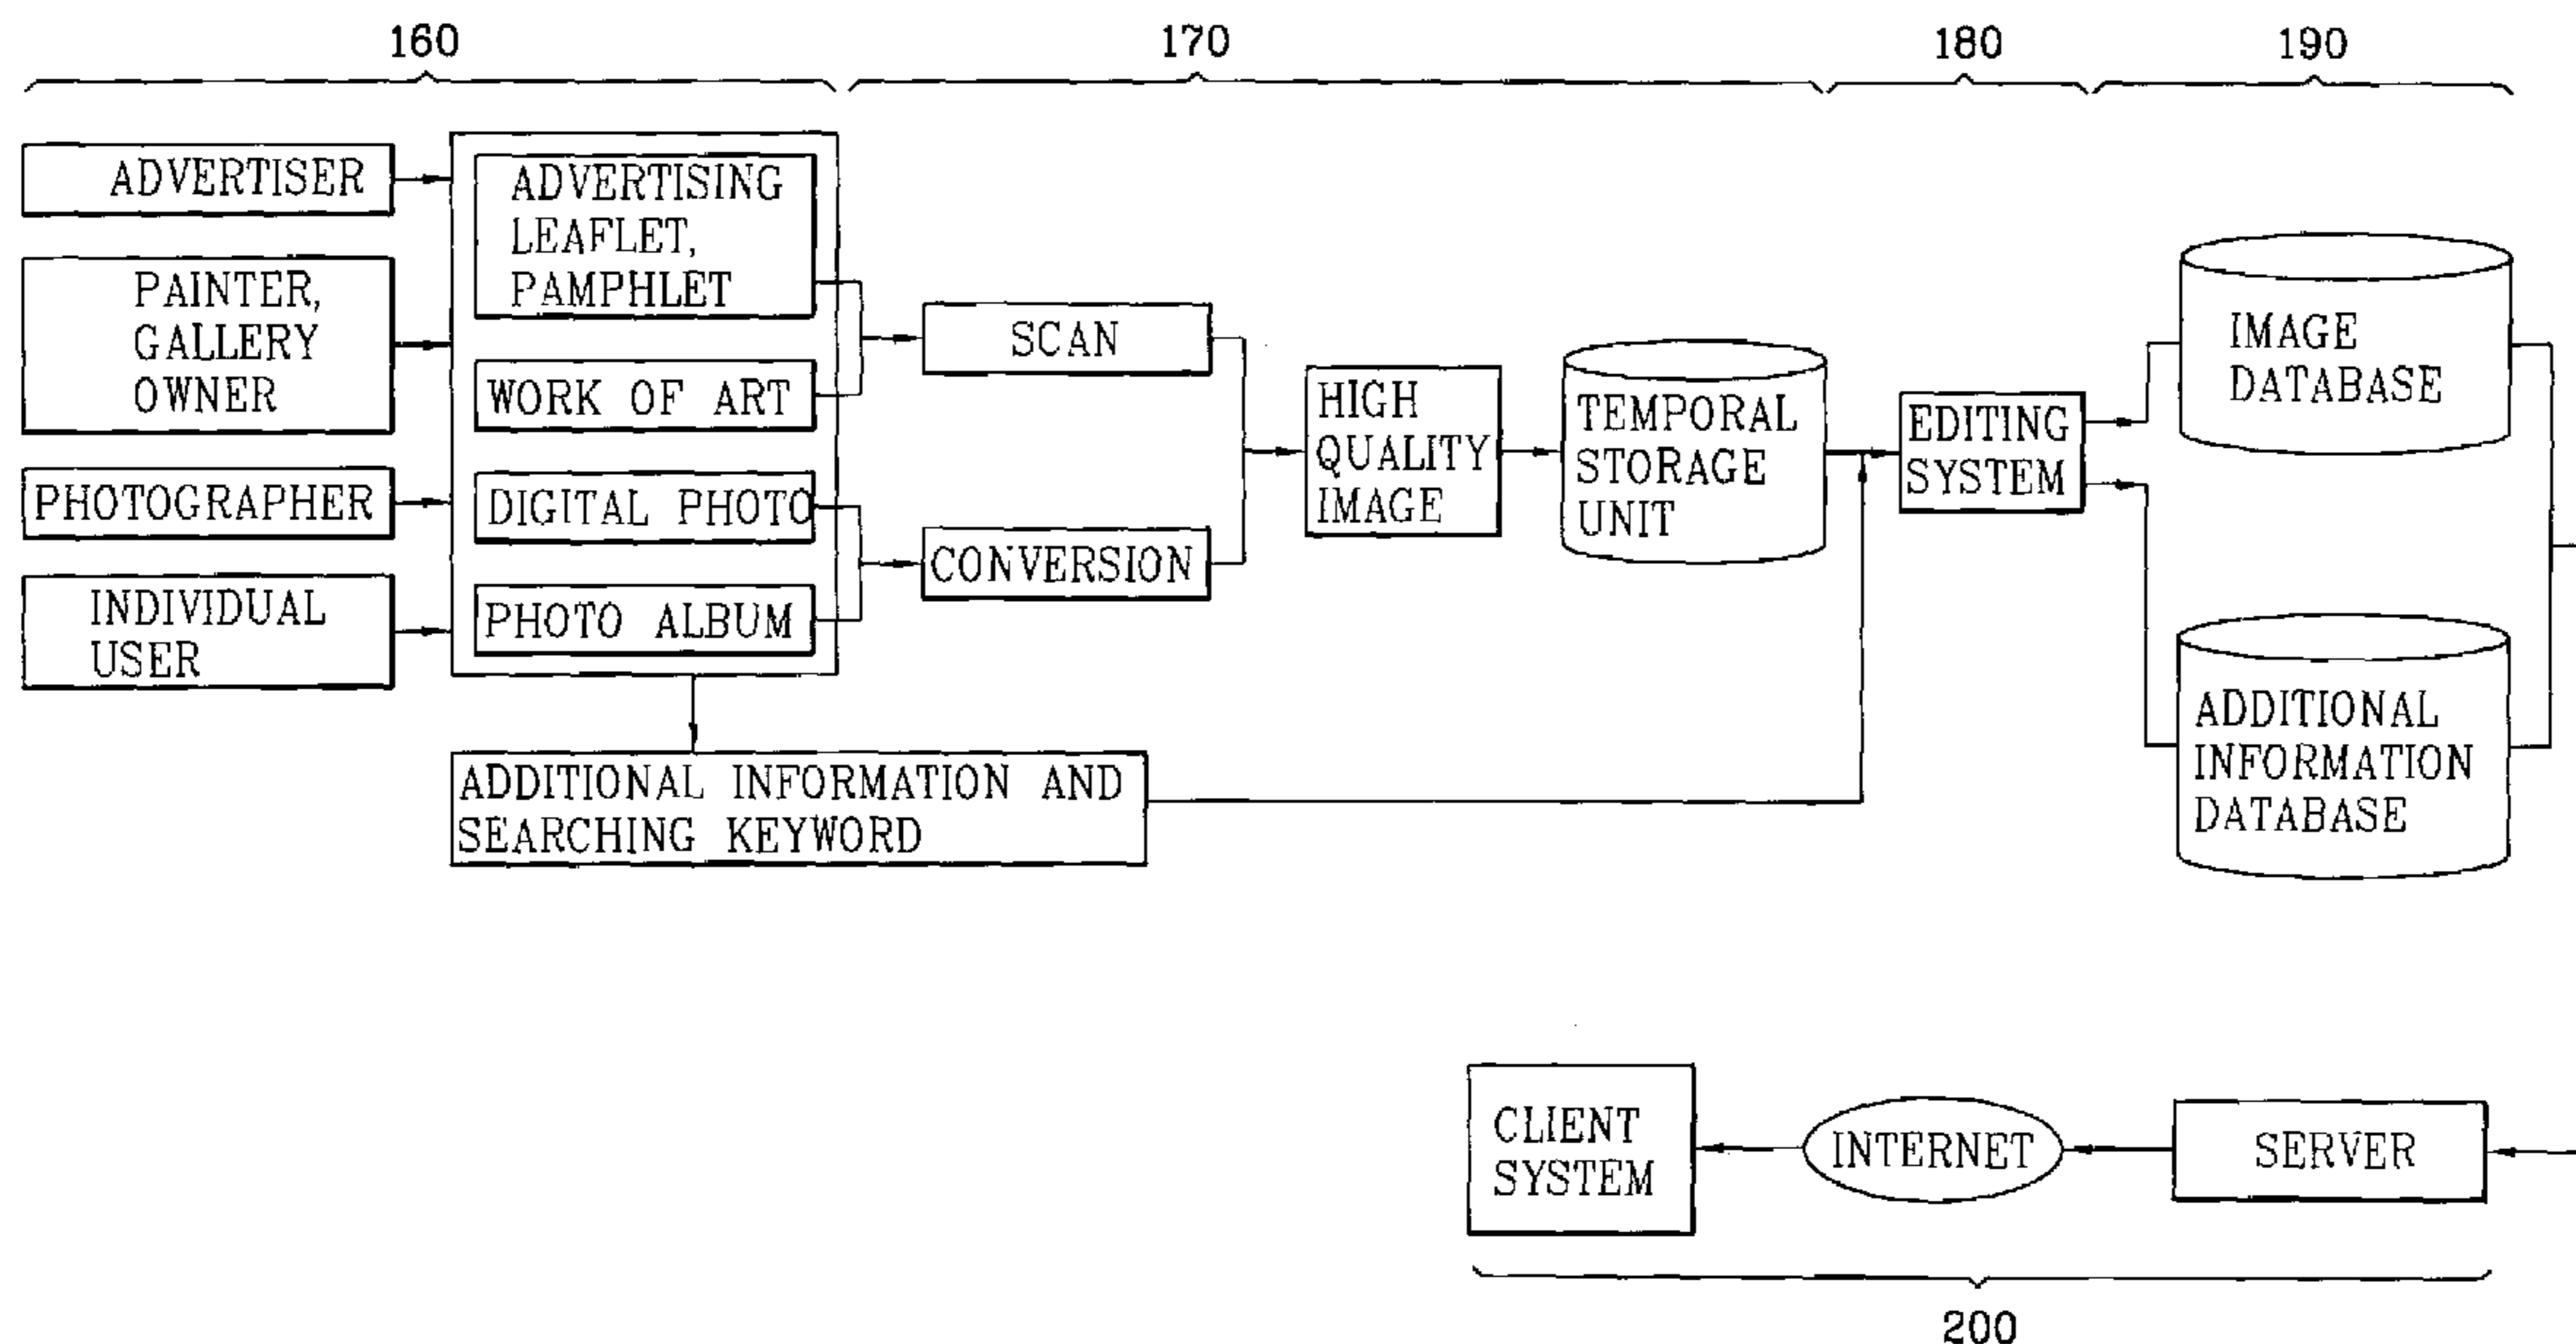 160
170
180
190
ADVERTISER
PAINTER,
GALLERY
OWNER
PHOTOGRAPHER
INDIVIDUAL
USER
ADVERTISING
LEAFLET,
PAMPHLET
WORK OF ART
DIGITAL PHOTO
PHOTO ALBUM
ADDITIONAL INFORMATION AND
SEARCHING KEYWORD
SCAN
CONVERSION
HIGH
QUALITY
IMAGE
TEMPORAL
STORAGE
UNIT
EDITING
SYSTEM
IMAGE
DATABASE
ADDITIONAL
INFORMATION
DATABASE
CLIENT
SYSTEM
INTERNET
SERVER
200